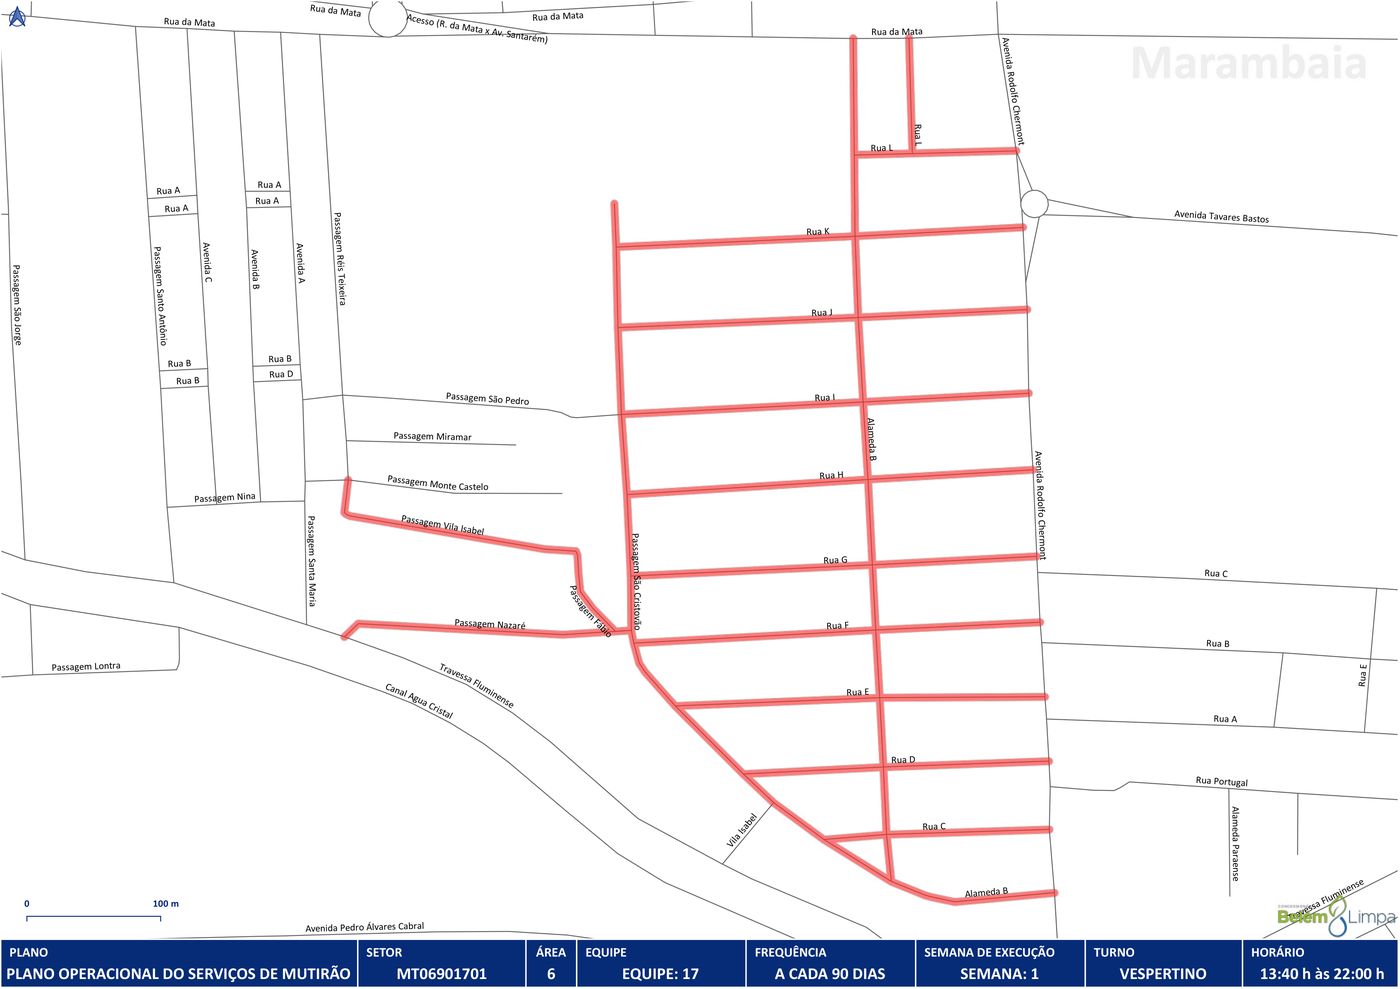 Rua da Mata
Rua da Mata
Acesso (R. da Mata x Av. Santarém)
Rua da Mata
Rua da Mata
Avenida Rodolfo Chermont
Marambaia
Rua L
Rua L
Rua A
Rua A
Rua A
Rua A
Passagem São Jorge
Passagem Santo Antônio
Avenida C
Avenida B
Avenida A
Passagem Réis Teixeira
Avenida Tavares Bastos
Rua K
Rua J
Rua B
Rua B
Rua B
Rua D
Passagem São Pedro
Rua I
Alameda B
Passagem Miramar
Passagem Monte Castelo
Rua H
Avenida Rodolfo Chermont
Passagem Nina
Passagem Vila Isabel
Passagem Santa Maria
Passagem São Cristovão
Passagem Fábio
Rua G
Rua C
Passagem Nazaré
Rua F
Rua B
Rua E
Passagem Lontra
Travessa Fluminense
Canal Agua Cristal
Rua E
Rua A
Rua D
Rua Portugal
Alameda Paraense
Vila Isabel
Rua C
Alameda B
Travessa Fluminense
0 100 m
Avenida Pedro Álvares Cabral
Belém Limpa
PLANO
PLANO OPERACIONAL DO SERVIÇOS DE MUTIRÃO
SETOR
MT06901701
ÁREA
6
EQUIPE
EQUIPE: 17
FREQUÊNCIA
A CADA 90 DIAS
SEMANA DE EXECUÇÃO
SEMANA: 1
TURNO
VESPERTINO
HORÁRIO
13:40 h às 22:00 h